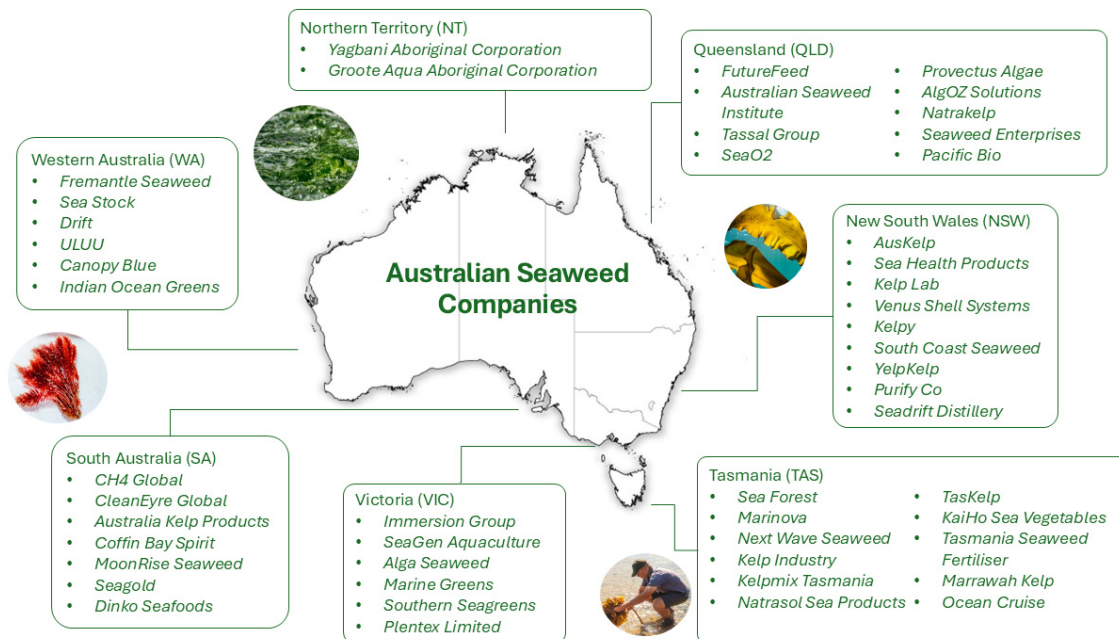 Northern Territory (NT)
• Yagbani Aboriginal Corporation
• Groote Aqua Aboriginal Corporation
Queensland (QLD)
• FutureFeed
• Australian Seaweed
Institute
• Tassal Group
• SeaO2
• Provectus Algae
• AlgOZ Solutions
• Natrakelp
• Seaweed Enterprises
• Pacific Bio
Western Australia (WA)
• Fremantle Seaweed
• Sea Stock
• Drift
• ULUU
• Canopy Blue
• Indian Ocean Greens
Australian Seaweed
Companies
New South Wales (NSW)
• AusKelp
• Sea Health Products
• Kelp Lab
• Venus Shell Systems
• Kelpy
• South Coast Seaweed
• YelpKelp
• Purify Co
• Seadrift Distillery
South Australia (SA)
• CH4 Global
• CleanEyre Global
• Australia Kelp Products
• Coffin Bay Spirit
• MoonRise Seaweed
• Seagold
• Dinko Seafoods
Victoria (VIC)
• Immersion Group
• SeaGen Aquaculture
• Alga Seaweed
• Marine Greens
• Southern Seagreens
• Plentex Limited
Tasmania (TAS)
• Sea Forest
• Marinova
• Next Wave Seaweed
• Kelp Industry
• Kelpmix Tasmania
• Natrasol Sea Products
• TasKelp
• KaiHo Sea Vegetables
• Tasmania Seaweed
Fertiliser
• Marrawah Kelp
• Ocean Cruise